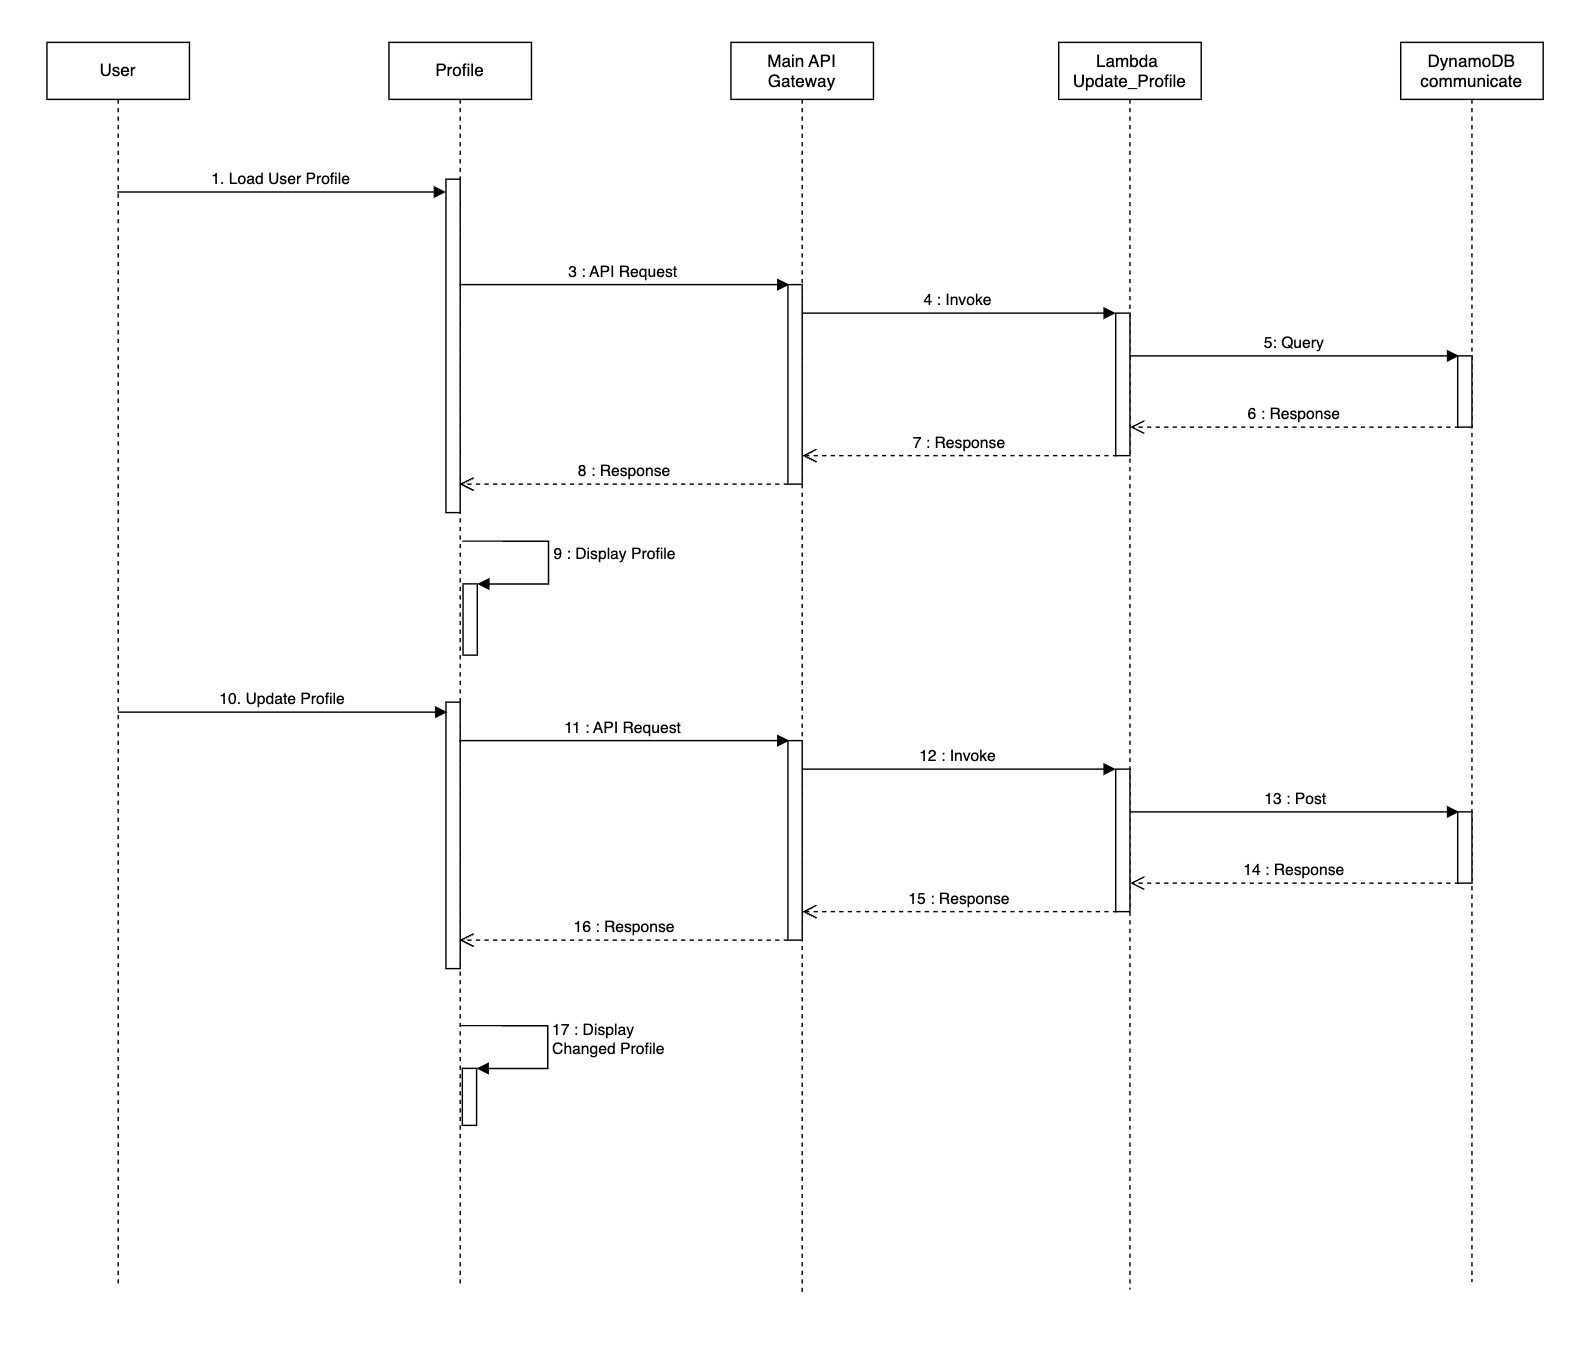 User
Profile
Main API
Gateway
Lambda
Update_Profile
DynamoDB
communicate
1. Load User Profile
3 : API Request
4 : Invoke
5: Query
6 : Response
7 : Response
8 : Response
9 : Display Profile
10. Update Profile
11 : API Request
12 : Invoke
13 : Post
14 : Response
15 : Response
16 : Response
17 : Display
Changed Profile